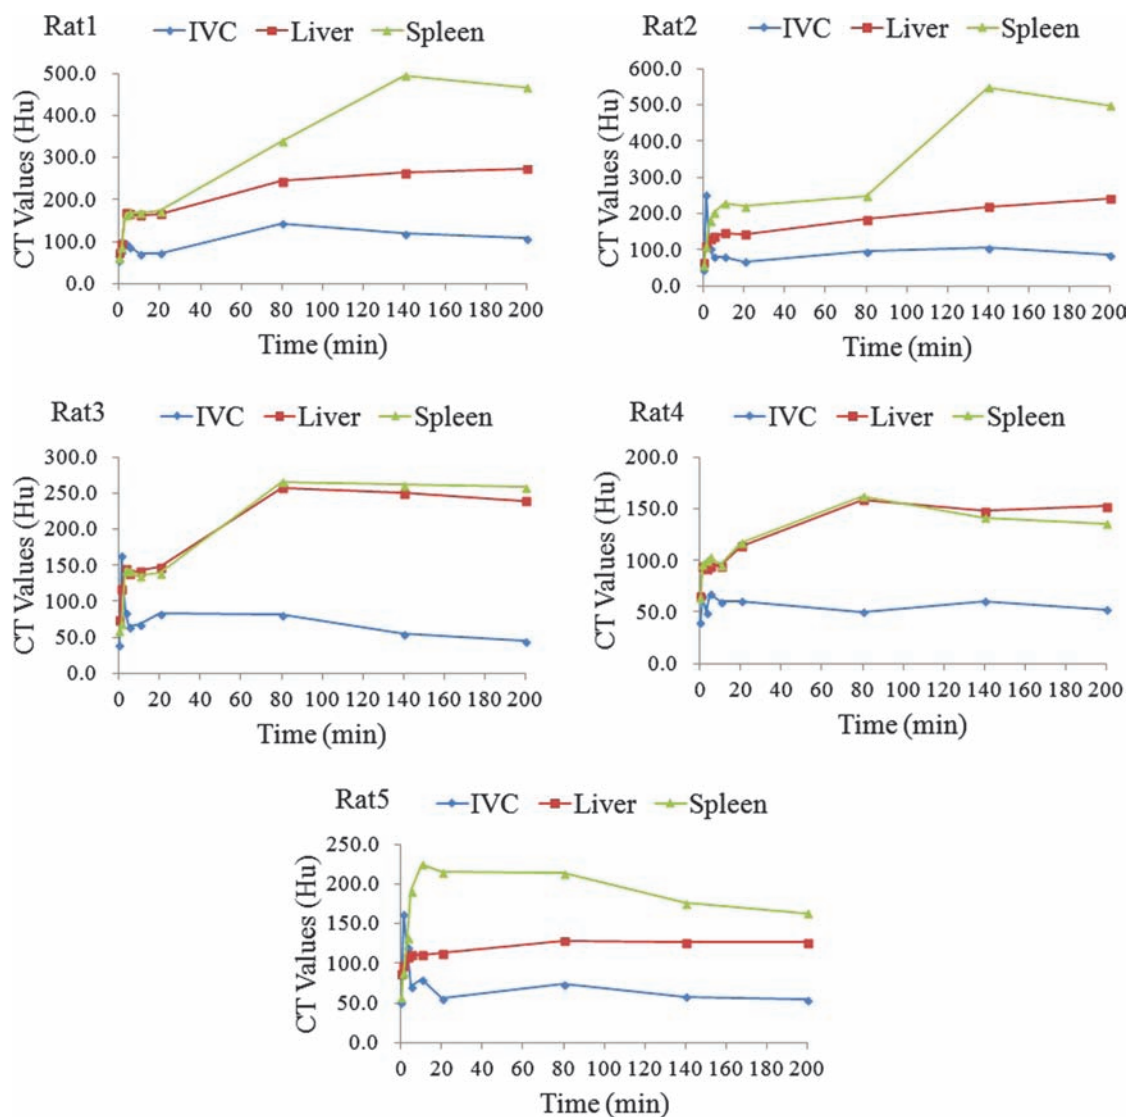 Rat1 IVC Liver Spleen
CT Values (Hu)
500.0
400.0
300.0
200.0
100.0
0.0
0 20 40 60 80 100 120 140 160 180 200
Time (min)
Rat2 IVC Liver Spleen
CT Values (Hu)
600.0
500.0
400.0
300.0
200.0
100.0
0.0
0 20 40 60 80 100 120 140 160 180 200
Time (min)
Rat3 IVC Liver Spleen
CT Values (Hu)
300.0
250.0
200.0
150.0
100.0
50.0
0.0
0 20 40 60 80 100 120 140 160 180 200
Time (min)
Rat4 IVC Liver Spleen
CT Values (Hu)
200.0
150.0
100.0
50.0
0.0
0 20 40 60 80 100 120 140 160 180 200
Time (min)
Rat5 IVC Liver Spleen
CT Values (Hu)
250.0
200.0
150.0
100.0
50.0
0.0
0 20 40 60 80 100 120 140 160 180 200
Time (min)